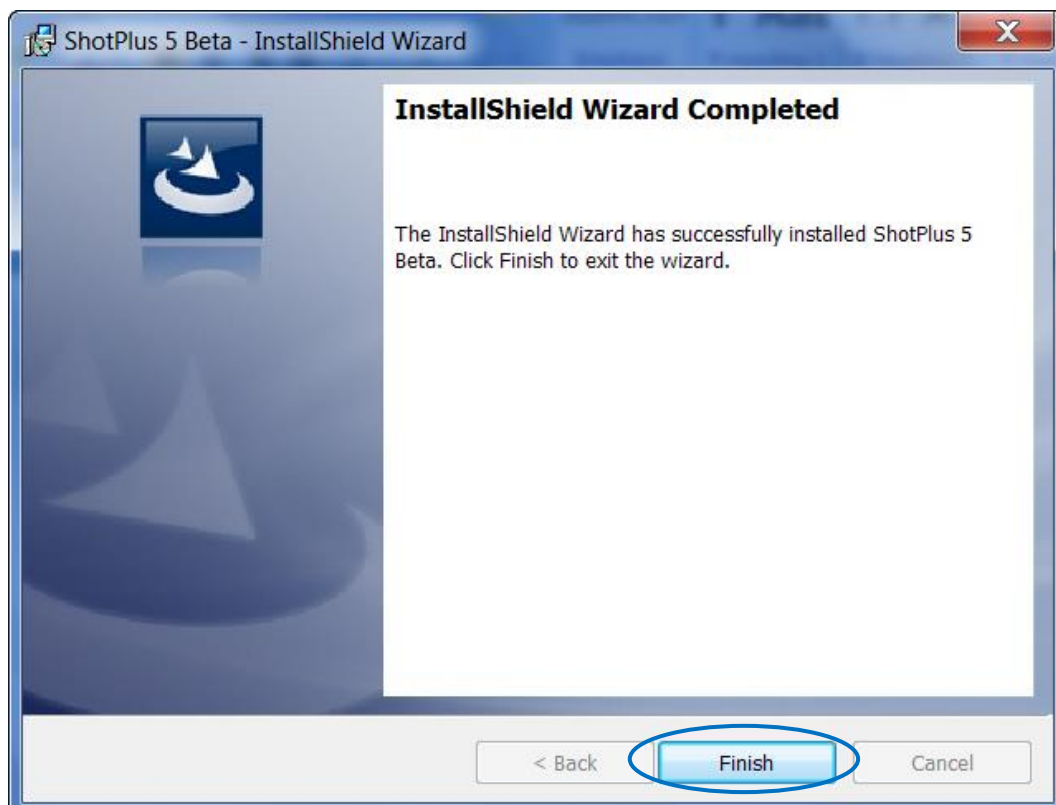 ShotPlus 5 Beta - InstallShield Wizard
X
InstallShield Wizard Completed
The InstallShield Wizard has successfully installed ShotPlus 5
Beta. Click Finish to exit the wizard.
< Back
Finish
Cancel